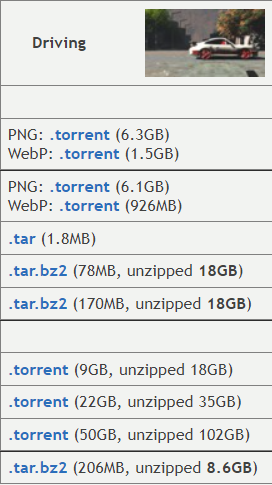 Driving
PNG: .torrent (6.3GB)
WebP: .torrent (1.5GB)
PNG: .torrent (6.1GB)
WebP: .torrent (926MB)
.tar (1.8MB)
.tar.bz2 (78MB, unzipped 18GB)
.tar.bz2 (170MB, unzipped 18GB)
.torrent (9GB, unzipped 18GB)
.torrent (22GB, unzipped 35GB)
.torrent (50GB, unzipped 102GB)
.tar.bz2 (206MB, unzipped 8.6GB)